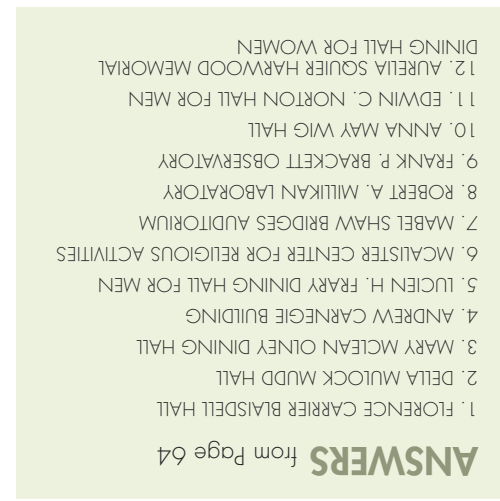 ANSWERS from Page 64
1. FLORENCE CARRIER BLAISDELL HALL
2. DELLA MULOCK MUDD HALL
3. MARY MCLEAN OLNEY DINING HALL
4. ANDREW CARNEGIE BUILDING
5. LUCIEN H. FRARY DINING HALL FOR MEN
6. MCALISTER CENTER FOR RELIGIOUS ACTIVITIES
7. MABEL SHAW BRIDGES AUDITORIUM
8. ROBERT A. MILLIKAN LABORATORY
9. FRANK P. BRACKETT OBSERVATORY
10. ANNA MAY WIG HALL
11. EDWIN C. NORTON HALL FOR MEN
12. AURELIA SQUIER HARWOOD MEMORIAL
DINING HALL FOR WOMEN